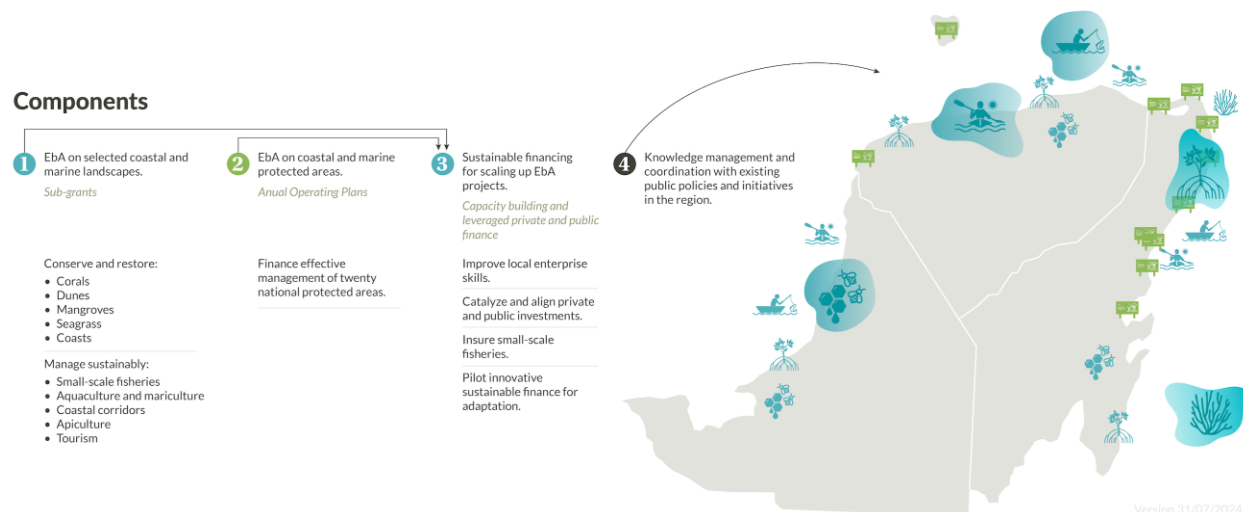 Components
1
EbA on selected coastal and
marine landscapes.
Sub-grants
Conserve and restore:
• Corals
• Dunes
• Mangroves
• Seagrass
• Coasts
Manage sustainably:
• Small-scale fisheries
• Aquaculture and mariculture
• Coastal corridors
• Apiculture
• Tourism
2
EbA on coastal and marine
protected areas.
Anual Operating Plans
Finance effective
management of twenty
national protected areas.
3
Sustainable financing
for scaling up EbA
projects.
Capacity building and
leveraged private and public
finance
Improve local enterprise
skills.
Catalyze and align private
and public investments.
Insure small-scale
fisheries.
Pilot innovative
sustainable finance for
adaptation.
4
Knowledge management and
coordination with existing
public policies and initiatives
in the region.
Version 31/07/2024